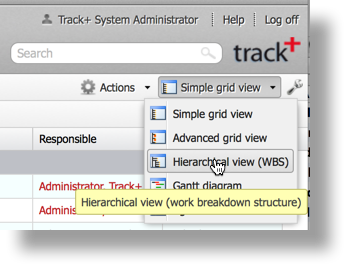 Track+ System Administrator Help Log off
Search track+
Actions Simple grid view
Simple grid view
Responsible Advanced grid view
Hierarchical view (WBS)
Administrator, Track+ Gantt diagram
Hierarchical view (work breakdown structure)